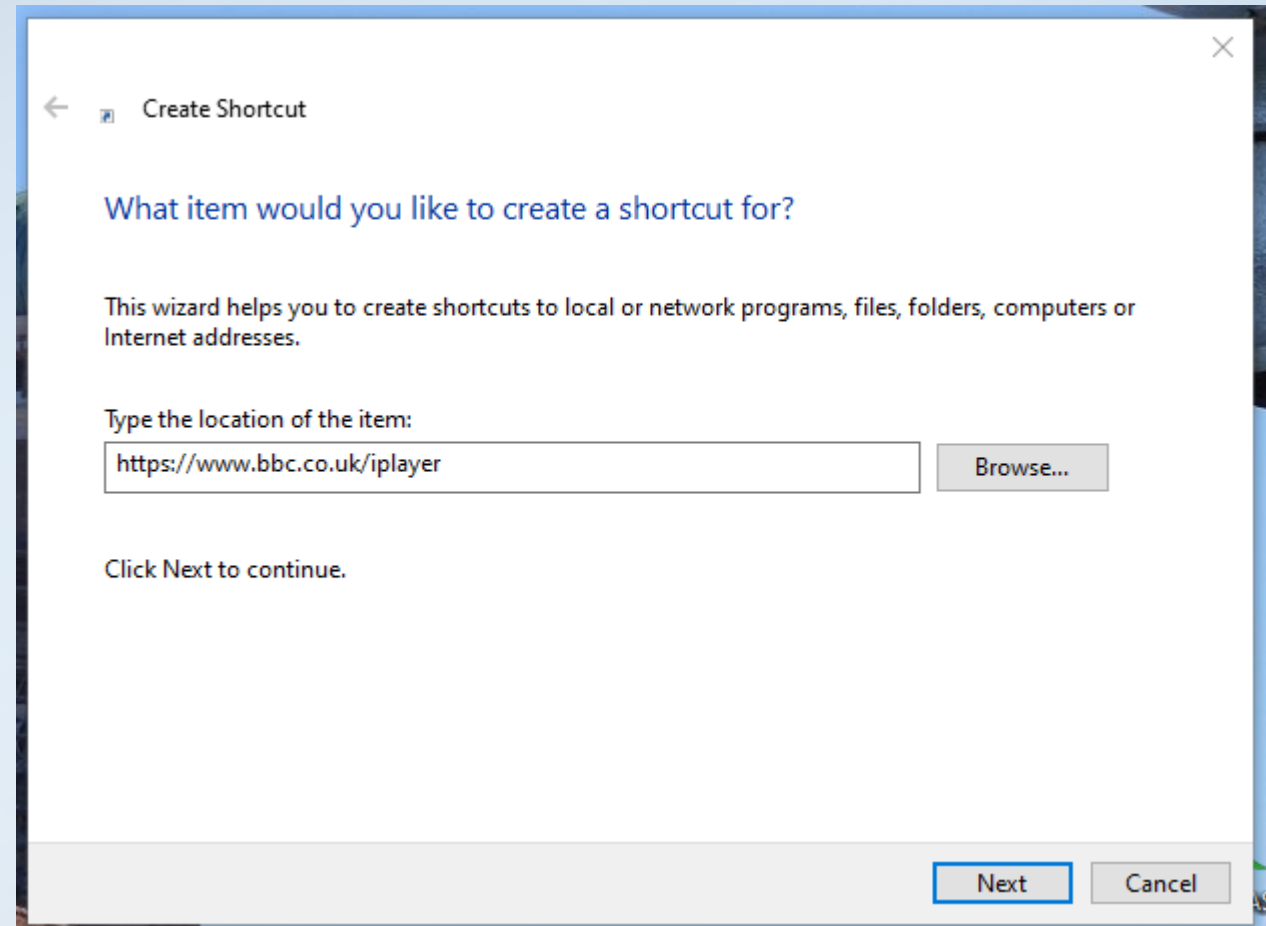 Create Shortcut
What item would you like to create a shortcut for?
This wizard helps you to create shortcuts to local or network programs, files, folders, computers or
Internet addresses.
Type the location of the item:
https://www.bbc.co.uk/iplayer
Browse...
Click Next to continue.
Next
Cancel